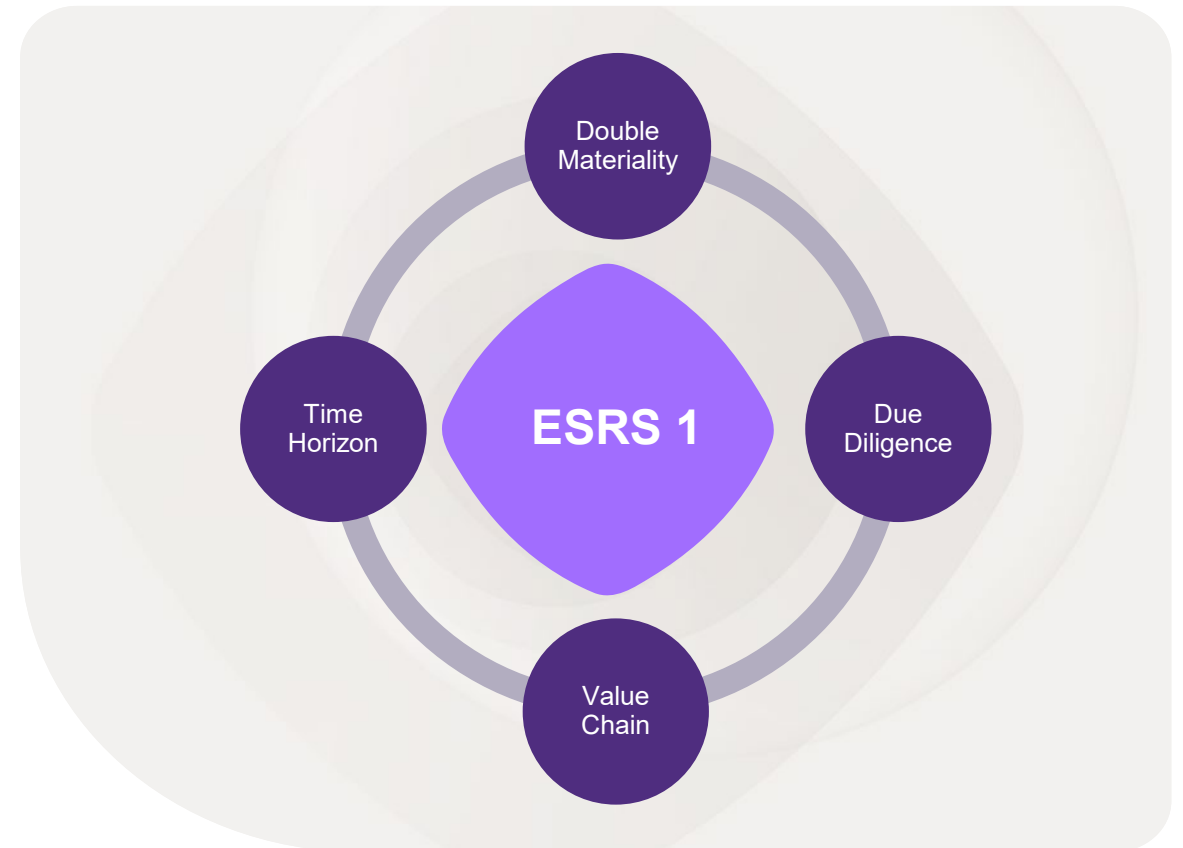 Double
Materiality
Time
Horizon
ESRS 1
Due
Diligence
Value
Chain